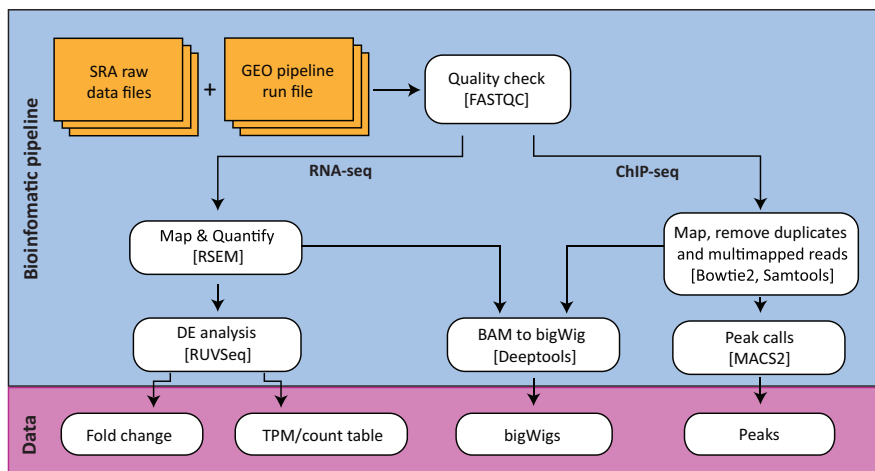 SRA raw
data files
+
GEO pipeline
run file
Quality check
[FASTQC]
Bioinfomatic pipeline
RNA-seq
ChIP-seq
Map & Quantify
[RSEM]
Map, remove duplicates
and multimapped reads
[Bowtie2, Samtools]
DE analysis
[RUVSeq]
BAM to bigWig
[Deeptools]
Peak calls
[MACS2]
Data
Fold change
TPM/count table
bigWigs
Peaks